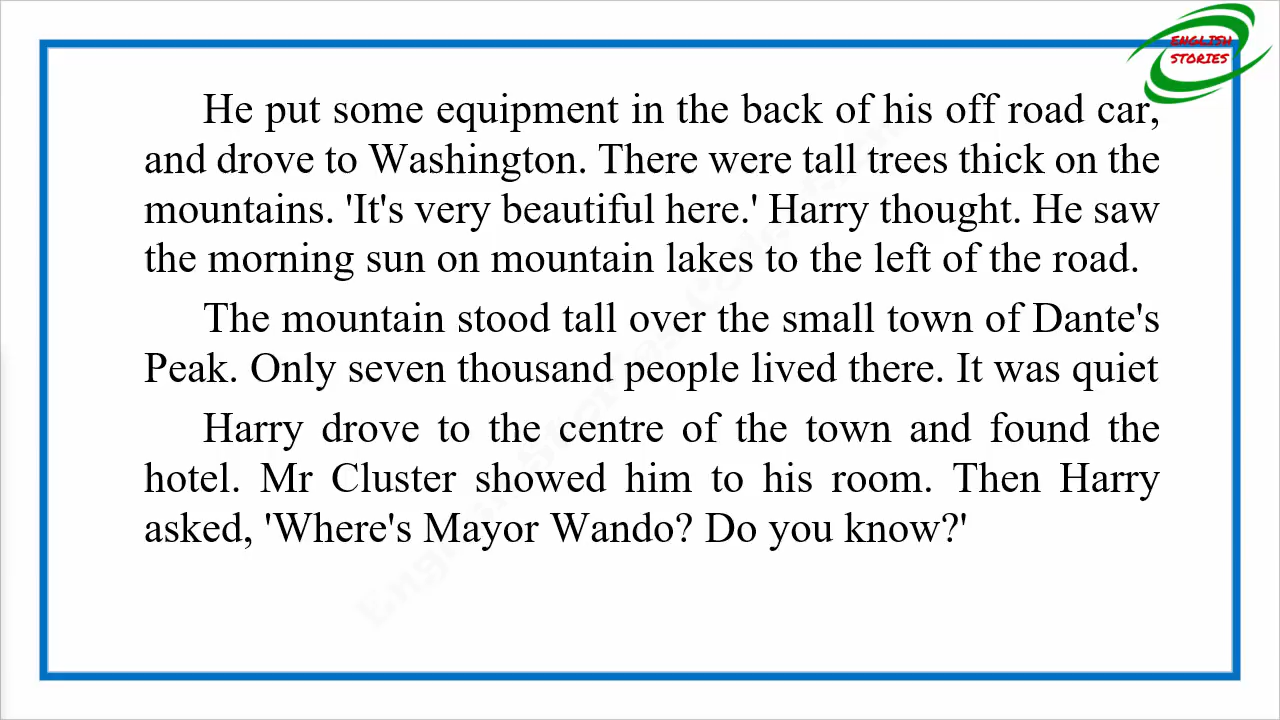 ENGLISH
STORIES
He put some equipment in the back of his off road car,
and drove to Washington. There were tall trees thick on the
mountains. 'It's very beautiful here.' Harry thought. He saw
the morning sun on mountain lakes to the left of the road.
The mountain stood tall over the small town of Dante's
Peak. Only seven thousand people lived there. It was quiet
Harry drove to the centre of the town and found the
hotel. Mr Cluster showed him to his room. Then Harry
asked, 'Where's Mayor Wando? Do you know?'